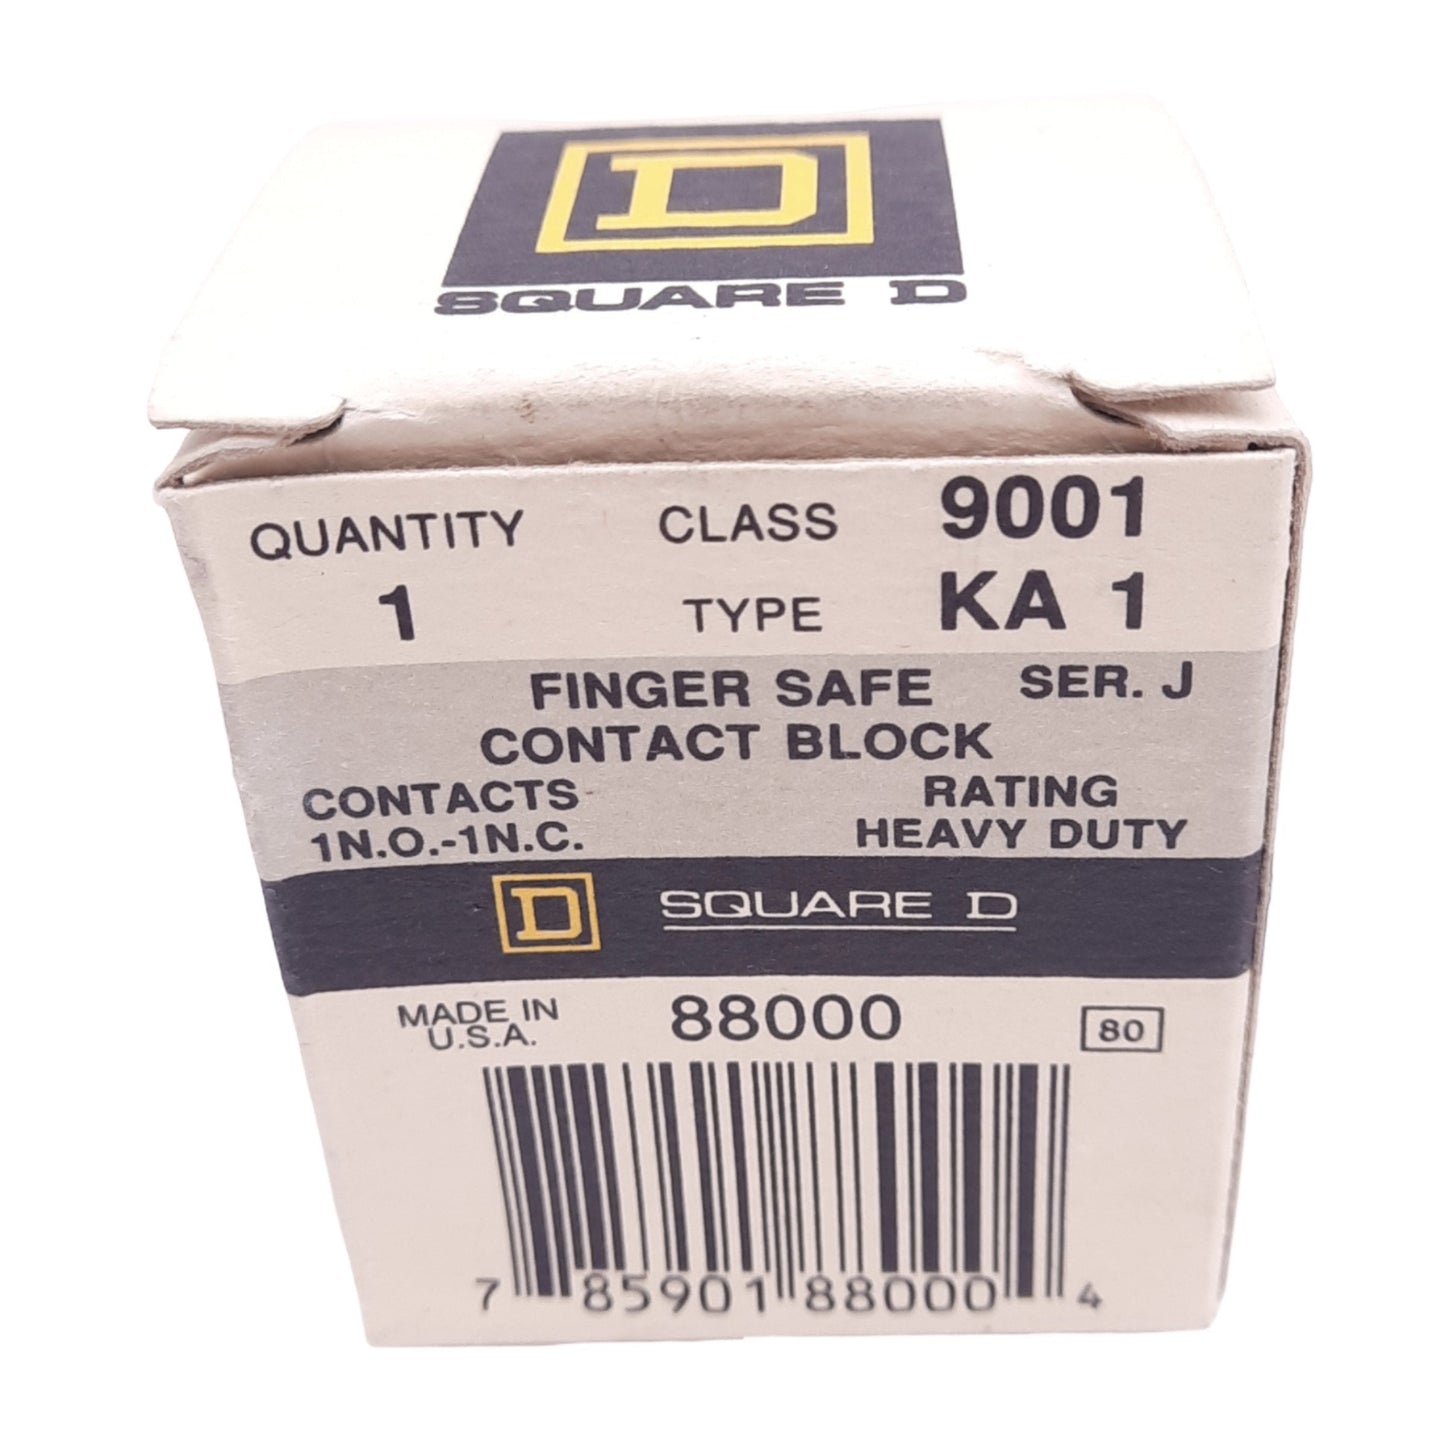 D
SQUARE D
QUANTITY CLASS 9001
1 TYPE KA 1
FINGER SAFE SER. J
CONTACT BLOCK
CONTACTS RATING
1N.O.-1N.C. HEAVY DUTY
D SQUARE D
MADE IN 88000 80
U.S.A.
7 85901 88000 4